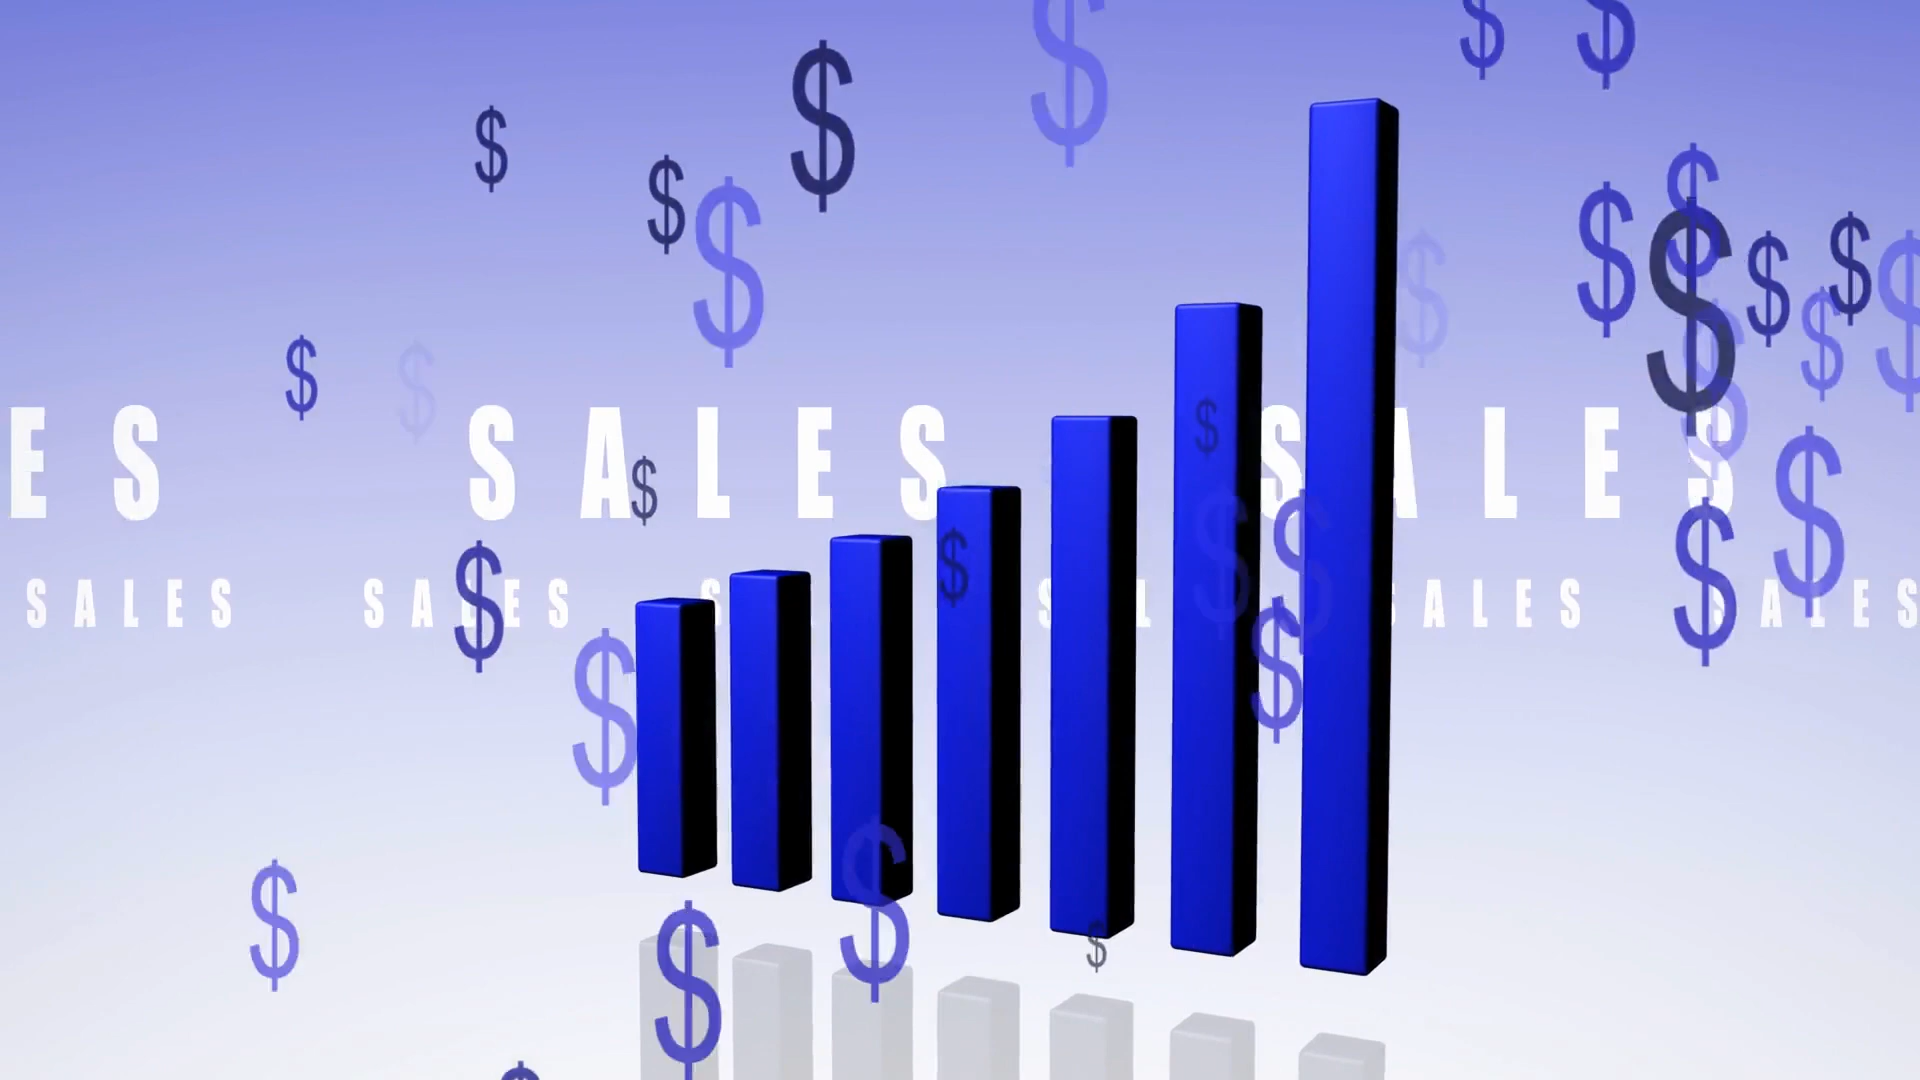 ES SALES SALES
SALES SALES S S L SALES SALES
$ $ $ $ $ $ $ $ $ $ $ $ $ $ $ $ $ $ $ $ $ $ $ $ $ $ $ $ $ $ $ $ $ $ $